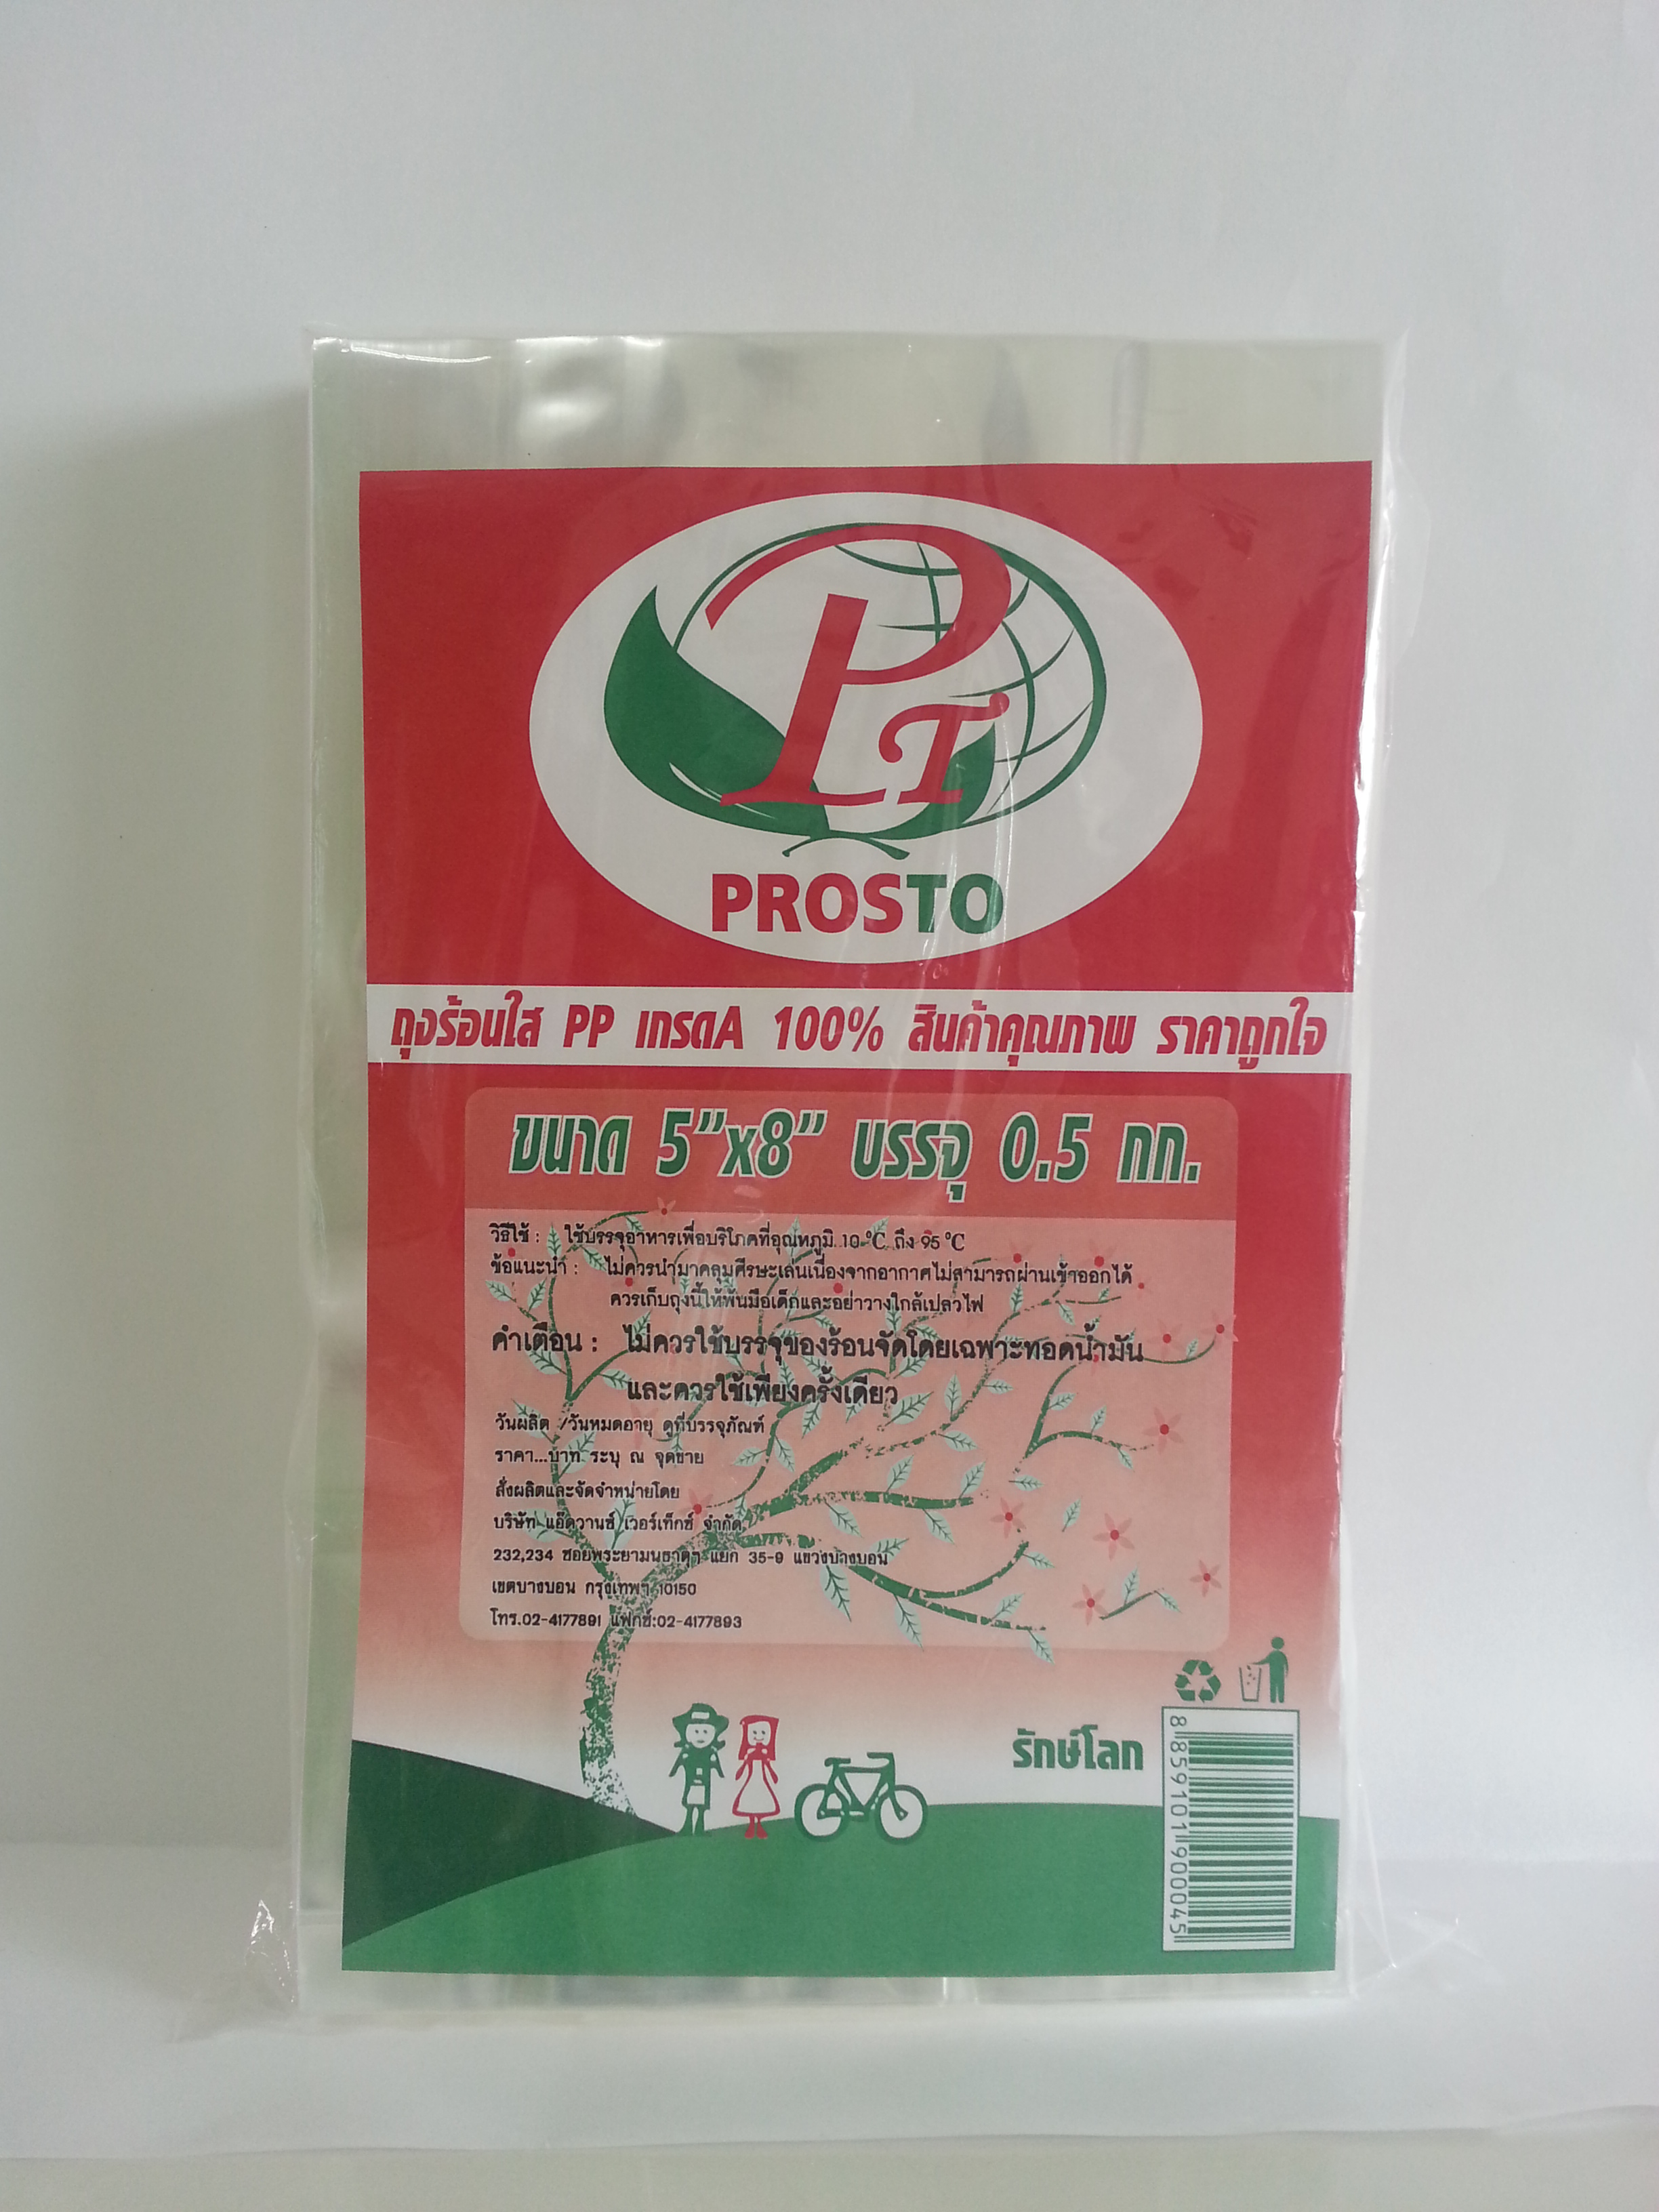 PT
PROSTO
ถุงร้อนใส PP เกรดA 100% สินค้าคุณภาพ ราคาถูกใจ
ขนาด 5”x8” บรรจุ 0.5 กก.
วิธีใช้ : ใช้บรรจุอาหารเพื่อบริโภคที่อุณหภูมิ 10 °C ถึง 95 °C
ข้อแนะนำ : ไม่ควรนำมาคลุมศีรษะเล่นเนื่องจากอากาศไม่สามารถผ่านเข้าออกได้
ควรเก็บถุงนี้ให้พ้นมือเด็กและอย่าวางใกล้เปลวไฟ
คำเตือน : ไม่ควรใช้บรรจุของร้อนจัดโดยเฉพาะทอดน้ำมัน
และควรใช้เพียงครั้งเดียว
วันผลิต /วันหมดอายุ ดูที่บรรจุภัณฑ์
ราคา...บาท ระบุ ณ จุดขาย
สั่งผลิตและจัดจำหน่ายโดย
บริษัท แอ๊ดวานซ์ เวอร์เท็กซ์ จำกัด
232,234 ซอยพระยามนธาตุฯ แยก 35-9 แขวงบางบอน
เขตบางบอน กรุงเทพฯ 10150
โทร.02-4177891 แฟกซ์:02-4177893
รักษ์โลก
8859101900045